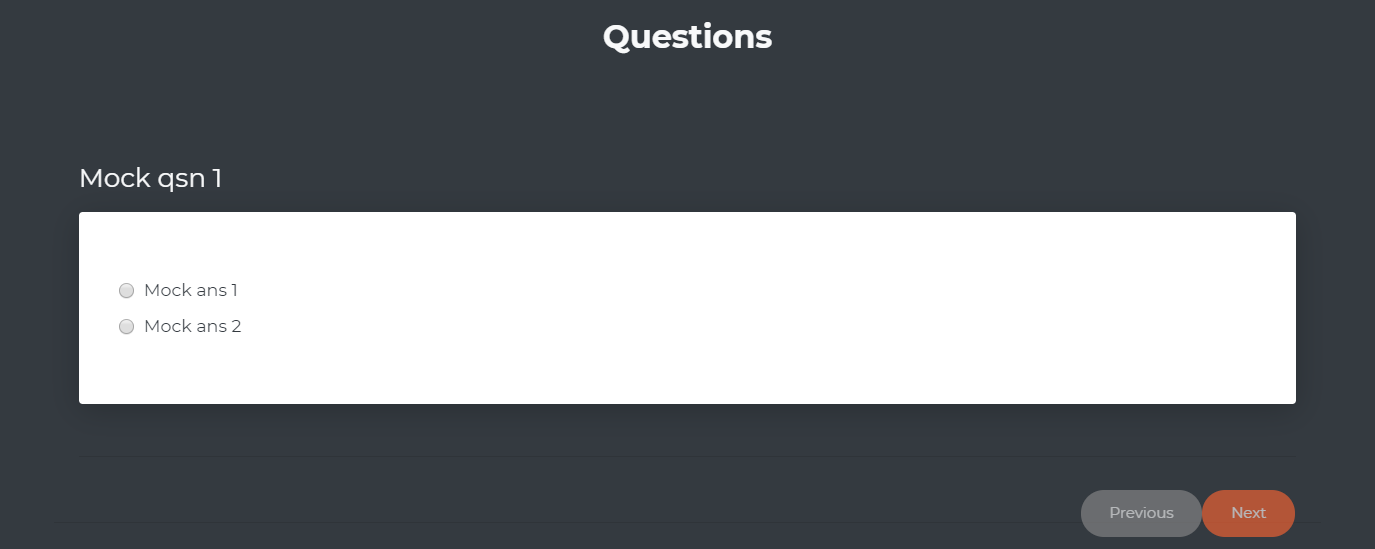 Questions
Mock qsn 1
Mock ans 1
Mock ans 2
Previous Next